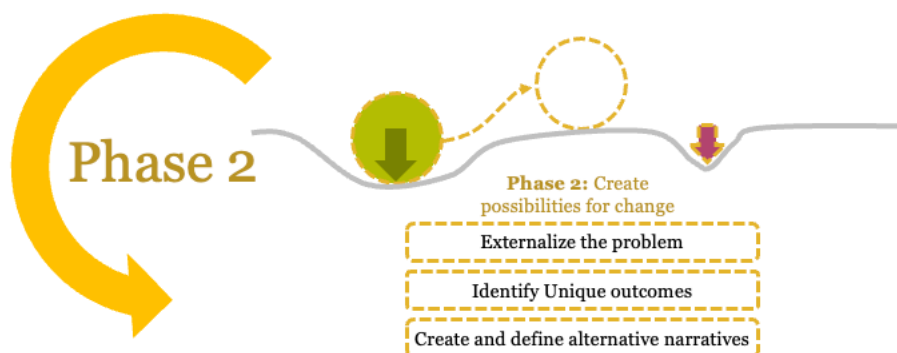 Phase 2
Phase 2: Create
possibilities for change
Externalize the problem
Identify Unique outcomes
Create and define alternative narratives